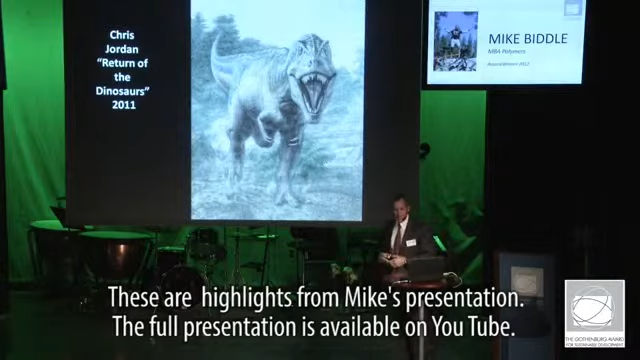 Chris
Jordan
"Return of
the
Dinosaurs"
2011
MIKE BIDDLE
MBA Polymers
These are highlights from Mike's presentation.
The full presentation is available on You Tube.
THE GOTHENBURG AWARD
FOR SUSTAINABLE DEVELOPMENT